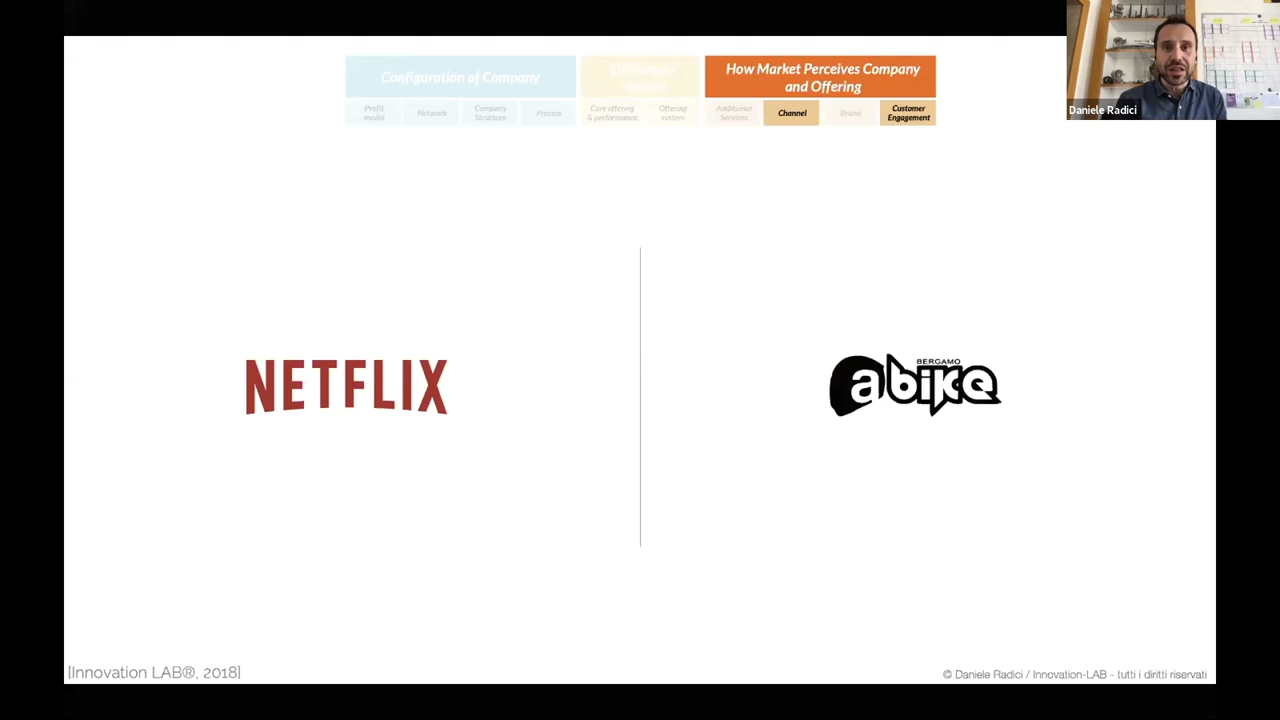 Configuration of Company
How Market Perceives Company
and Offering
Profit
model
Network
Company
Structure
Process
Core offering
& performance
Offering
system
Additional
Services
Channel
Brand
Customer
Engagement
Daniele Radici
NETFLIX
BERGAMO
abike
[Innovation LAB®, 2018]
© Daniele Radici / Innovation-LAB - tutti i diritti riservati